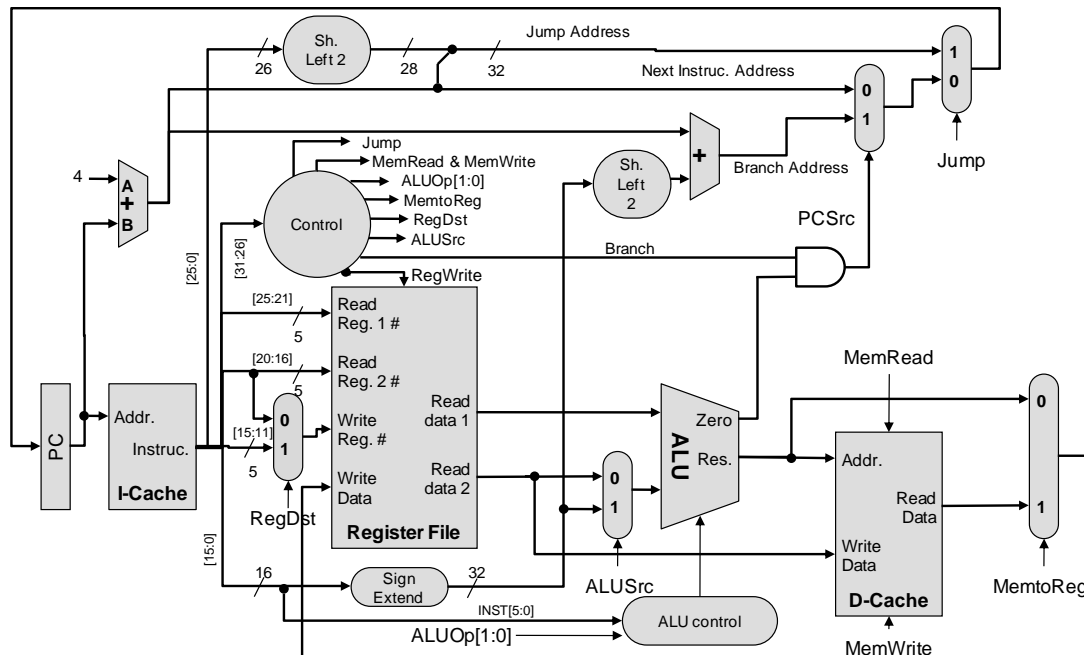 Sh.
Left 2
Jump Address
26
28
32
Next Instruc. Address
1
0
0
1
Jump
Jump
MemRead & MemWrite
ALUOp[1:0]
MemtoReg
RegDst
ALUSrc
Control
4
A
+
B
+
Sh.
Left
2
Branch Address
PCSrc
Branch
[25:0]
[31:26]
RegWrite
[25:21]
5
Read
Reg. 1 #
[20:16]
5
Read
Reg. 2 #
0
1
[15:11]
5
Write
Reg. #
RegDst
Write
Data
Read
data 1
Read
data 2
Register File
PC
Addr.
Instruc.
I-Cache
ALU
Zero
Res.
0
1
ALUSrc
MemRead
Addr.
Read
Data
Write
Data
D-Cache
MemWrite
0
1
MemtoReg
[15:0]
16
Sign
Extend
32
INST[5:0]
ALUOp[1:0]
ALU control